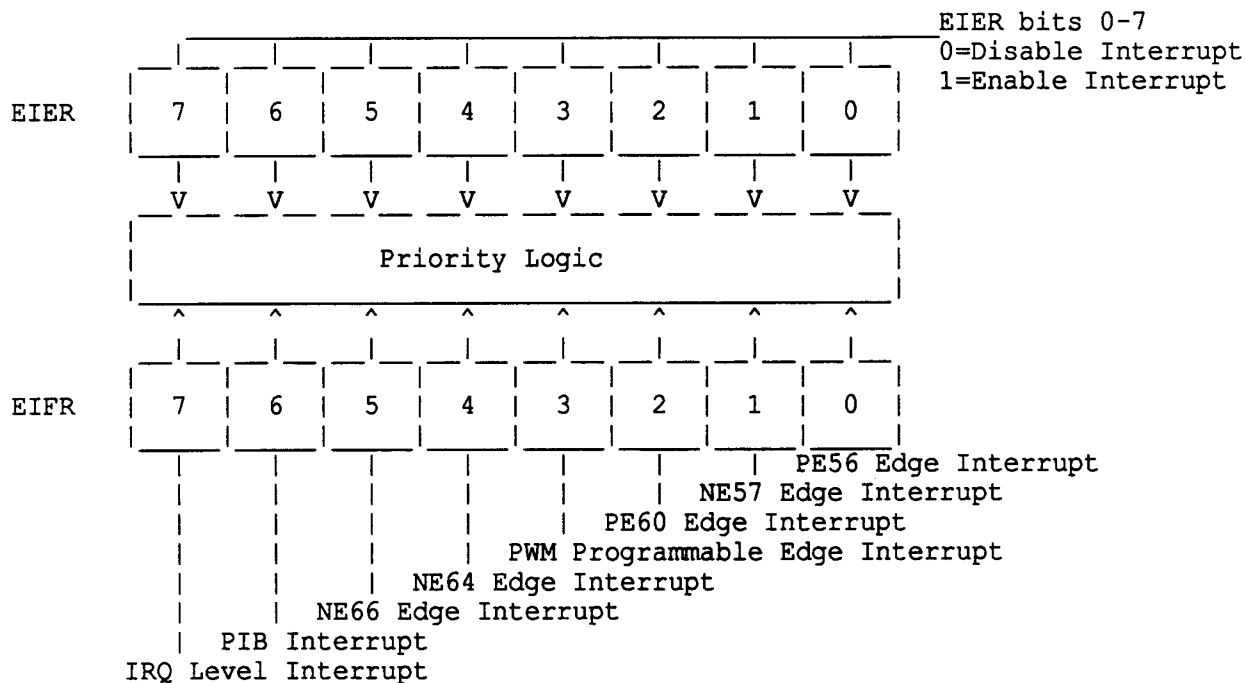 EIER bits 0-7
0=Disable Interrupt
1=Enable Interrupt
EIER 7 6 5 4 3 2 1 0
V V V V V V V V
Priority Logic
^ ^ ^ ^ ^ ^ ^ ^
EIFR 7 6 5 4 3 2 1 0
PE56 Edge Interrupt
NE57 Edge Interrupt
PE60 Edge Interrupt
PWM Programmable Edge Interrupt
NE64 Edge Interrupt
NE66 Edge Interrupt
PIB Interrupt
IRQ Level Interrupt